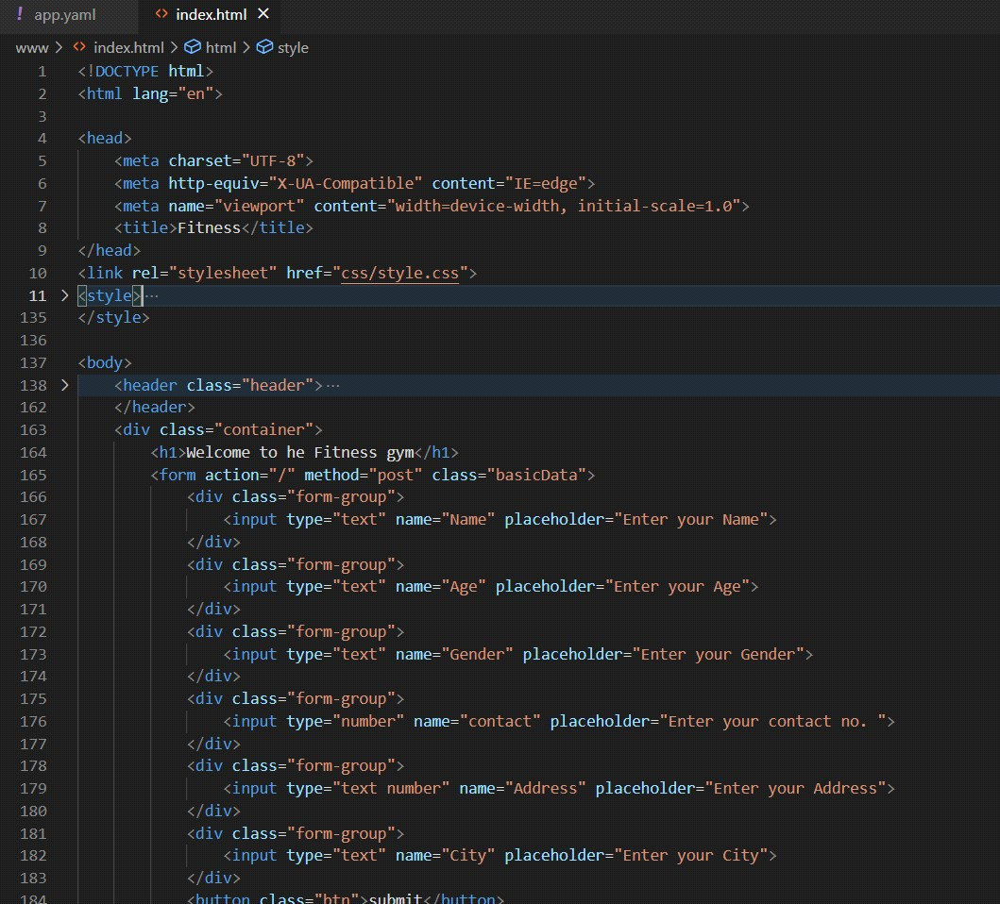 ! app.yaml <> index.html ×
www > <> index.html > html > style
1 <!DOCTYPE html>
2 <html lang="en">
3
4 <head>
5 <meta charset="UTF-8">
6 <meta http-equiv="X-UA-Compatible" content="IE=edge">
7 <meta name="viewport" content="width=device-width, initial-scale=1.0">
8 <title>Fitness</title>
9 </head>
10 <link rel="stylesheet" href="css/style.css">
11 > <style>···
135 </style>
136
137 <body>
138 > <header class="header">···
162 </header>
163 <div class="container">
164 <h1>Welcome to he Fitness gym</h1>
165 <form action="/" method="post" class="basicData">
166 <div class="form-group">
167 <input type="text" name="Name" placeholder="Enter your Name">
168 </div>
169 <div class="form-group">
170 <input type="text" name="Age" placeholder="Enter your Age">
171 </div>
172 <div class="form-group">
173 <input type="text" name="Gender" placeholder="Enter your Gender">
174 </div>
175 <div class="form-group">
176 <input type="number" name="contact" placeholder="Enter your contact no. ">
177 </div>
178 <div class="form-group">
179 <input type="text number" name="Address" placeholder="Enter your Address">
180 </div>
181 <div class="form-group">
182 <input type="text" name="City" placeholder="Enter your City">
183 </div>
184 <button class="btn">submit</button>